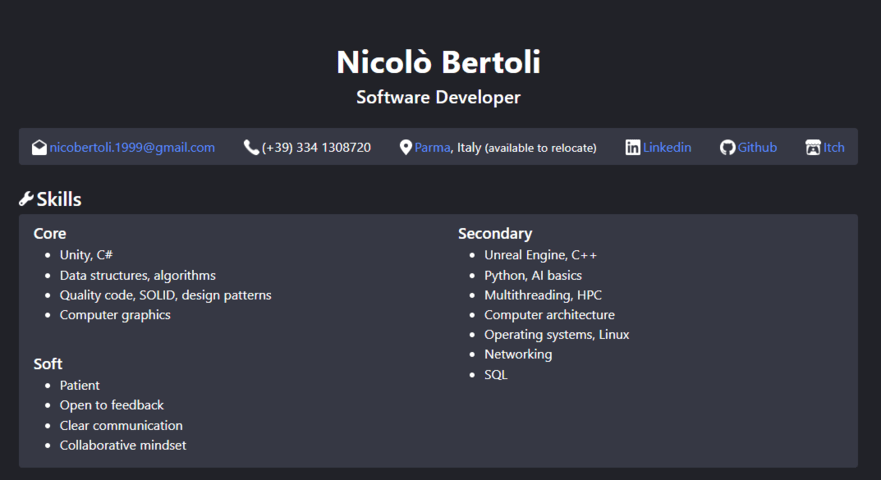 Nicolò Bertoli
Software Developer
nicobertoli.1999@gmail.com (+39) 334 1308720 Parma, Italy (available to relocate) Linkedin Github Itch
Skills
Core
Unity, C#
Data structures, algorithms
Quality code, SOLID, design patterns
Computer graphics
Soft
Patient
Open to feedback
Clear communication
Collaborative mindset
Secondary
Unreal Engine, C++
Python, AI basics
Multithreading, HPC
Computer architecture
Operating systems, Linux
Networking
SQL